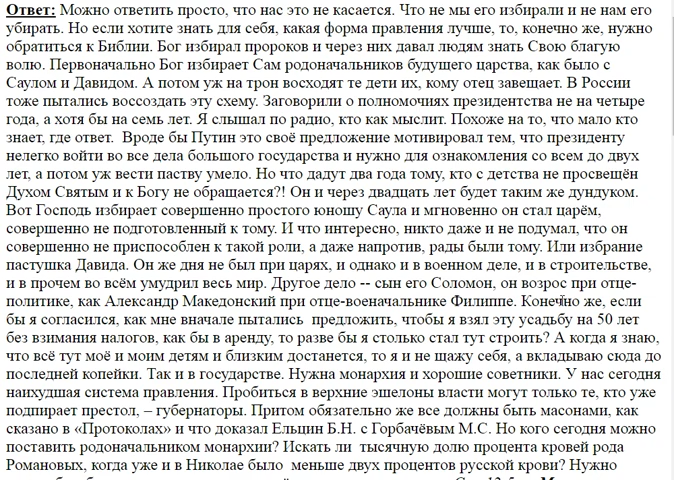 Ответ: Можно ответить просто, что нас это не касается. Что не мы его избирали и не нам его
убирать. Но если хотите знать для себя, какая форма правления лучше, то, конечно же, нужно
обратиться к Библии. Бог избирал пророков и через них давал людям знать Свою благую
волю. Первоначально Бог избирает Сам родоначальников будущего царства, как было с
Саулом и Давидом. А потом уж на трон восходят те дети их, кому отец завещает. В России
тоже пытались воссоздать эту схему. Заговорили о полномочиях президентства не на четыре
года, а хотя бы на семь лет. Я слышал по радио, кто как мыслит. Похоже на то, что мало кто
знает, где ответ. Вроде бы Путин это своё предложение мотивировал тем, что президенту
нелегко войти во все дела большого государства и нужно для ознакомления со всем до двух
лет, а потом уж вести паству умело. Но что дадут два года тому, кто с детства не просвещён
Духом Святым и к Богу не обращается?! Он и через двадцать лет будет таким же дундуком.
Вот Господь избирает совершенно простого юношу Саула и мгновенно он стал царём,
совершенно не подготовленный к тому. И что интересно, никто даже и не подумал, что он
совершенно не приспособлен к такой роли, а даже напротив, рады были тому. Или избрание
пастушка Давида. Он же дня не был при царях, и однако и в военном деле, и в строительстве,
и в прочем во всём умудрил весь мир. Другое дело -- сын его Соломон, он возрос при отце-
политике, как Александр Македонский при отце-военачальнике Филиппе. Конечно же, если
бы я согласился, как мне вначале пытались предложить, чтобы я взял эту усадьбу на 50 лет
без взимания налогов, как бы в аренду, то разве бы я столько стал тут строить? А когда я знаю,
что всё тут моё и моим детям и близким достанется, то я и не щажу себя, а вкладываю сюда до
последней копейки. Так и в государстве. Нужна монархия и хорошие советники. У нас сегодня
наихудшая система правления. Пробиться в верхние эшелоны власти могут только те, кто уже
подпирает престол, – губернаторы. Притом обязательно же все должны быть масонами, как
сказано в «Протоколах» и что доказал Ельцин Б.Н. с Горбачёвым М.С. Но кого сегодня можно
поставить родоначальником монархии? Искать ли тысячную долю процента кровей рода
Романовых, когда уже и в Николае было меньше двух процентов русской крови? Нужно